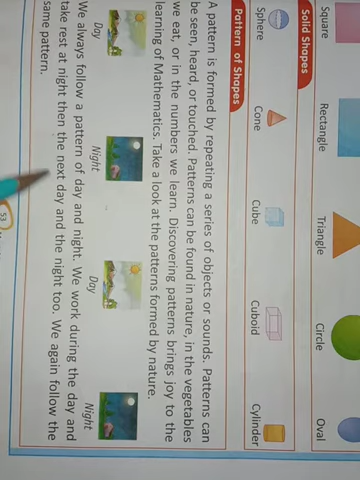 Square Rectangle Triangle Circle Oval
Solid Shapes
Sphere Cone Cube Cuboid Cylinder
Pattern of Shapes
A pattern is formed by repeating a series of objects or sounds. Patterns can
be seen, heard, or touched. Patterns can be found in nature, in the vegetables
we eat, or in the numbers we learn. Discovering patterns brings joy to the
learning of Mathematics. Take a look at the patterns formed by nature.
Day Night Day Night
We always follow a pattern of day and night. We work during the day and
take rest at night then the next day and the night too. We again follow the
same pattern.
53